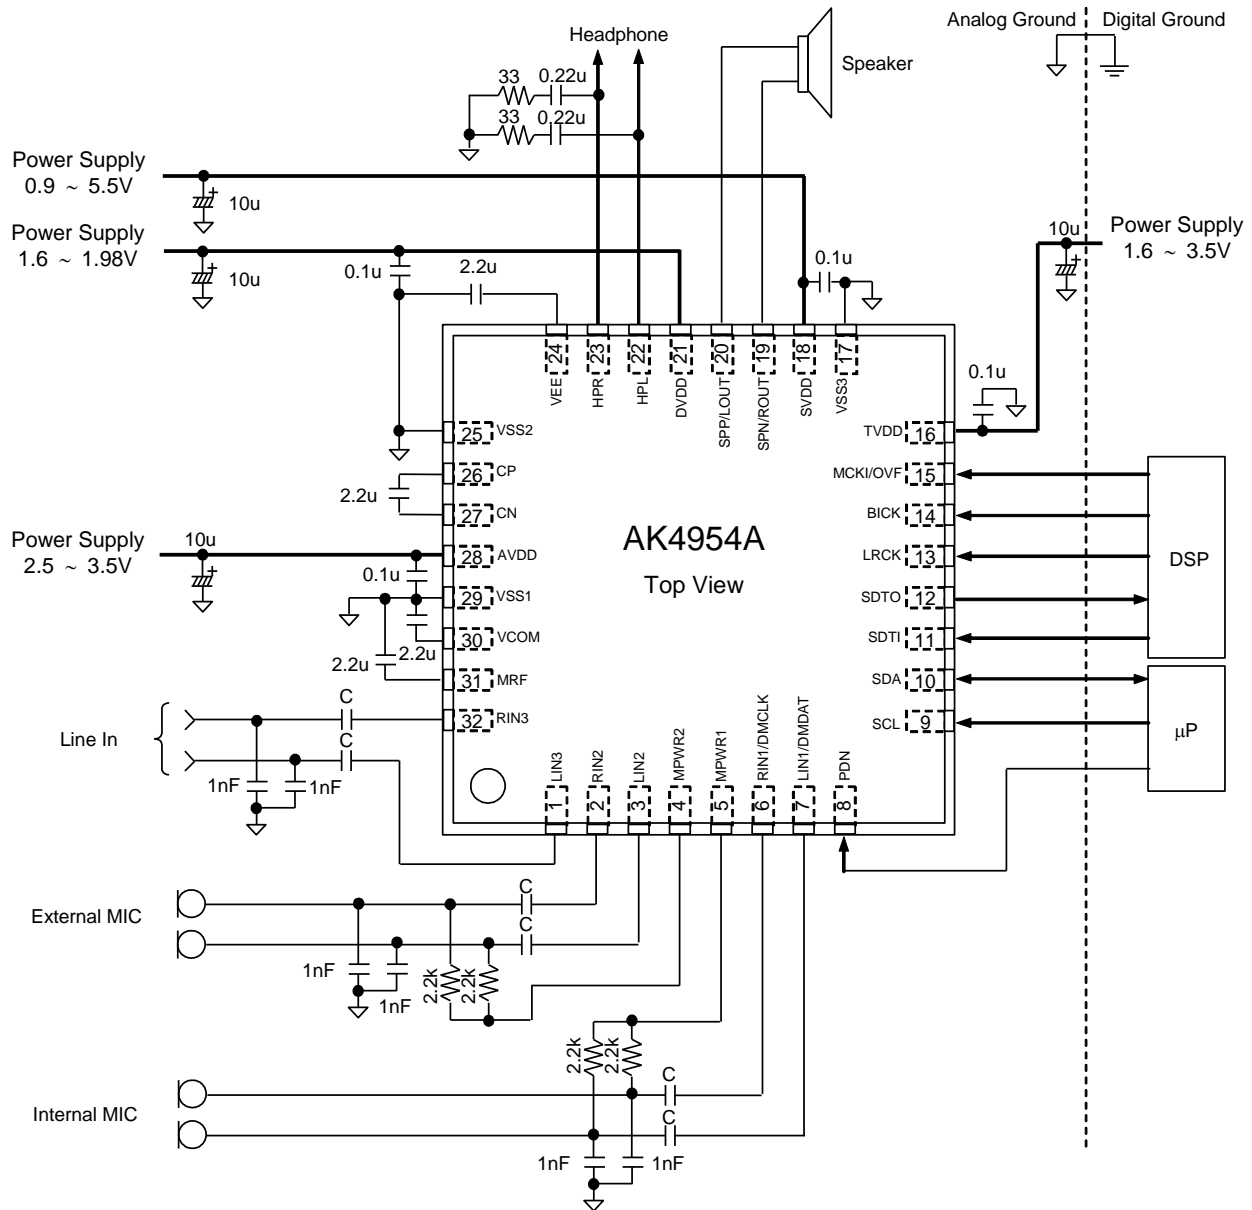 Headphone
Analog Ground
Digital Ground
Speaker
33
0.22u
33
0.22u
Power Supply
0.9 ~ 5.5V
10u
Power Supply
1.6 ~ 1.98V
10u
0.1u
2.2u
0.1u
10u
Power Supply
1.6 ~ 3.5V
0.1u
24
23
22
21
20
19
18
17
VEE
HPR
HPL
DVDD
SPP/LOUT
SPN/ROUT
SVDD
VSS3
25 VSS2
TVDD 16
26 CP
MCKI/OVF 15
2.2u
27 CN
BICK 14
Power Supply
2.5 ~ 3.5V
10u
28 AVDD
AK4954A
Top View
LRCK 13
DSP
0.1u
29 VSS1
SDTO 12
30 VCOM
SDTI 11
2.2u
2.2u
31 MRF
SDA 10
32 RIN3
SCL 9
µP
Line In
C
C
1nF
1nF
LIN3
RIN2
LIN2
MPWR2
MPWR1
RIN1/DMCLK
LIN1/DMDAT
PDN
1
2
3
4
5
6
7
8
External MIC
C
C
1nF
1nF
2.2k
2.2k
2.2k
2.2k
Internal MIC
C
C
1nF
1nF